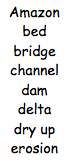 Amazon
bed
bridge
channel
dam
delta
dry up
erosion